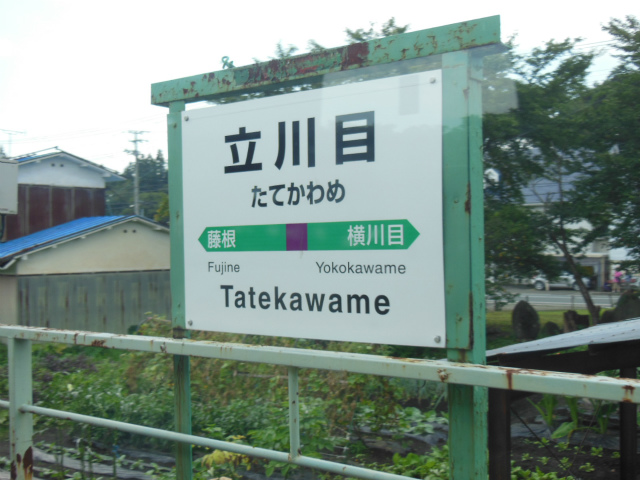 立川目
たてかわめ
藤根 横川目
Fujine Yokokawame
Tatekawame